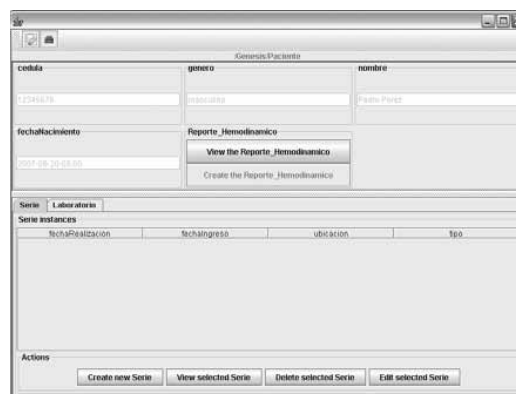 Genesis:Paciente
cedula genero nombre
12345678 masculino Pedro Perez
fechaNacimiento Reporte_Hemodinamico
View the Reporte_Hemodinamico
Create the Reporte_Hemodinamico
Serie Laboratorio
Serie instances
fechaRealizacion fechaIngreso ubicacion tipo
Actions
Create new Serie View selected Serie Delete selected Serie Edit selected Serie